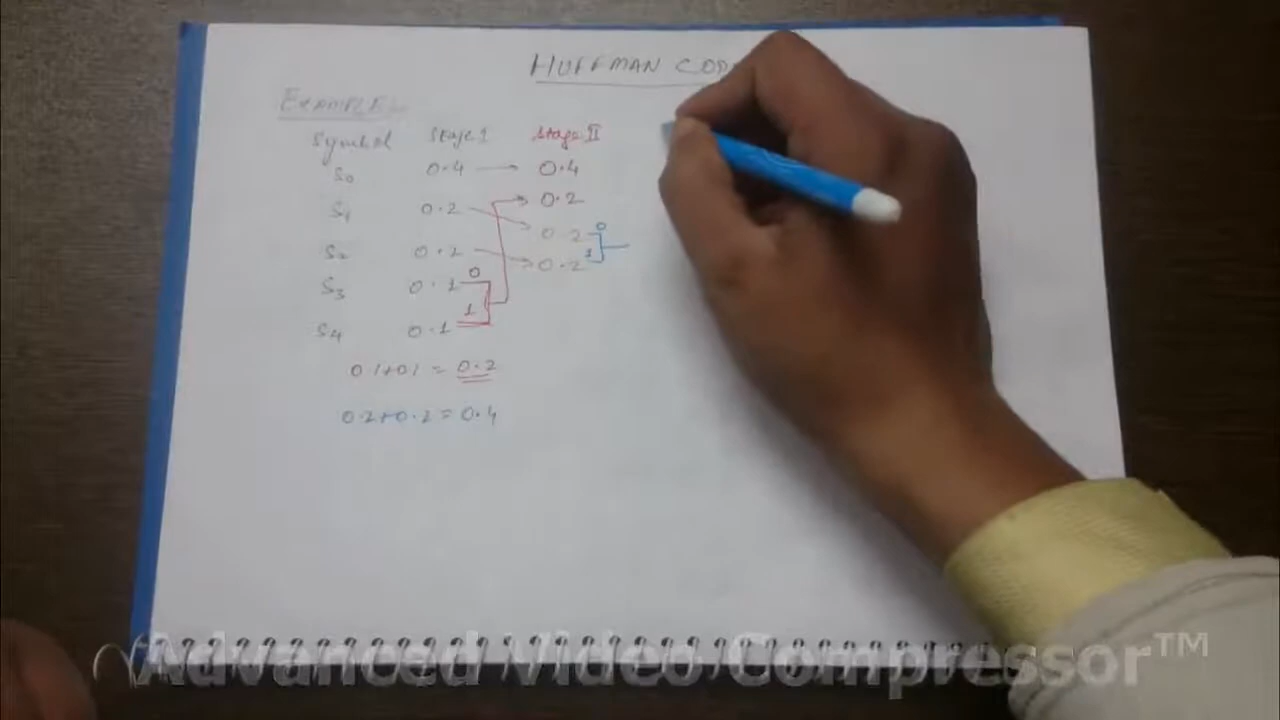 HUFFMAN COD
EXAMPLE:-
Symbol Stage 1 Stage II
S0 0.4 0.4
S1 0.2 0.2
0.2 0
S2 0.2 0.2 1
S3 0.1 0
S4 0.1 1
0.1+0.1 = 0.2
0.2+0.2 = 0.4
Advanced Video Compressor™